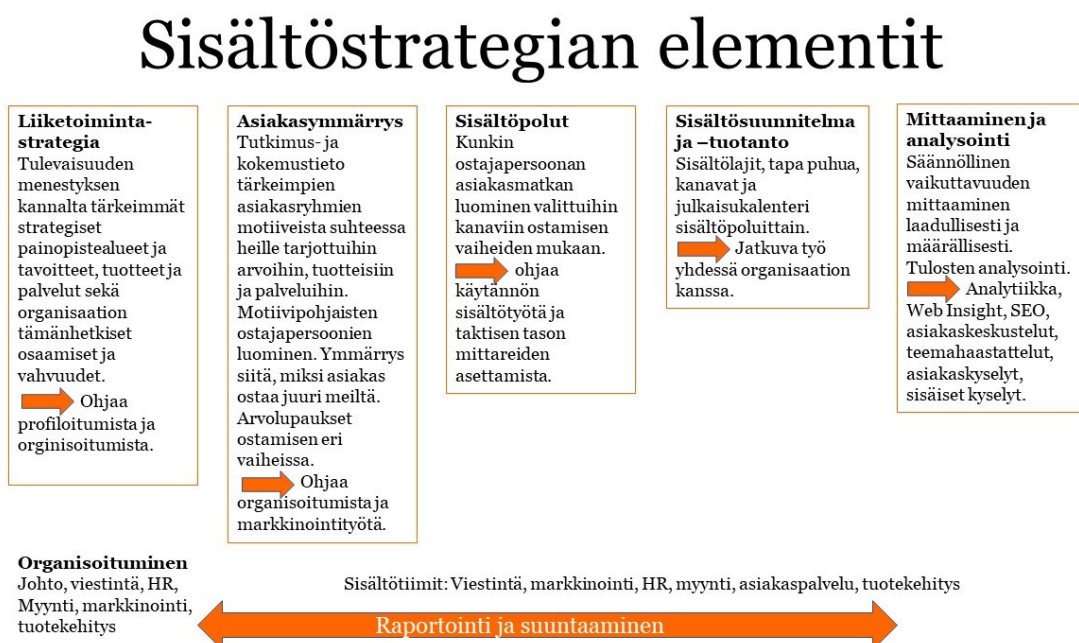 Sisältöstrategian elementit
Liiketoiminta-
strategia
Tulevaisuuden
menestyksen
kannalta tärkeimmät
strategiset
painopistealueet ja
tavoitteet, tuotteet ja
palvelut sekä
organisaation
tämänhetkiset
osaamiset ja
vahvuudet.
Ohjaa
profiloitumista ja
orginisoitumista.
Asiakasymmärrys
Tutkimus- ja
kokemustieto
tärkeimpien
asiakasryhmien
motiiveista suhteessa
heille tarjottuihin
arvoihin, tuotteisiin
ja palveluihin.
Motiivipohjaisten
ostajapersoonien
luominen. Ymmärrys
siitä, miksi asiakas
ostaa juuri meiltä.
Arvolupaukset
ostamisen eri
vaiheissa.
Ohjaa
organisoitumista ja
markkinointityötä.
Sisältöpolut
Kunkin
ostajapersoonan
asiakasmatkan
luominen valittuihin
kanaviin ostamisen
vaiheiden mukaan.
ohjaa
käytännön
sisältötyötä ja
taktisen tason
mittareiden
asettamista.
Sisältösuunnitelma
ja –tuotanto
Sisältölajit, tapa puhua,
kanavat ja
julkaisukalenteri
sisältöpoluittain.
Jatkuva työ
yhdessä organisaation
kanssa.
Mittaaminen ja
analysointi
Säännöllinen
vaikuttavuuden
mittaaminen
laadullisesti ja
määrällisesti.
Tulosten analysointi.
Analytiikka,
Web Insight, SEO,
asiakaskeskustelut,
teemahaastattelut,
asiakaskyselyt,
sisäiset kyselyt.
Organisoituminen
Johto, viestintä, HR,
Myynti, markkinointi,
tuotekehitys
Sisältötiimit: Viestintä, markkinointi, HR, myynti, asiakaspalvelu, tuotekehitys
Raportointi ja suuntaaminen